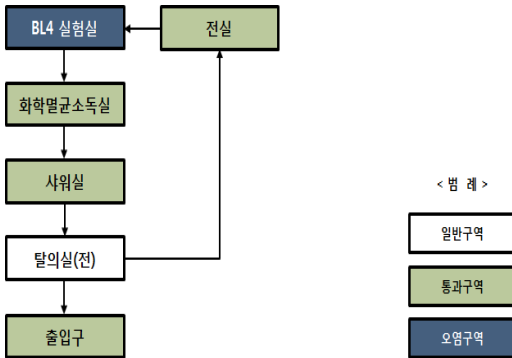 BL4 실험실
전실
화학멸균소독실
샤워실
탈의실(전)
출입구
< 범 례 >
일반구역
통과구역
오염구역